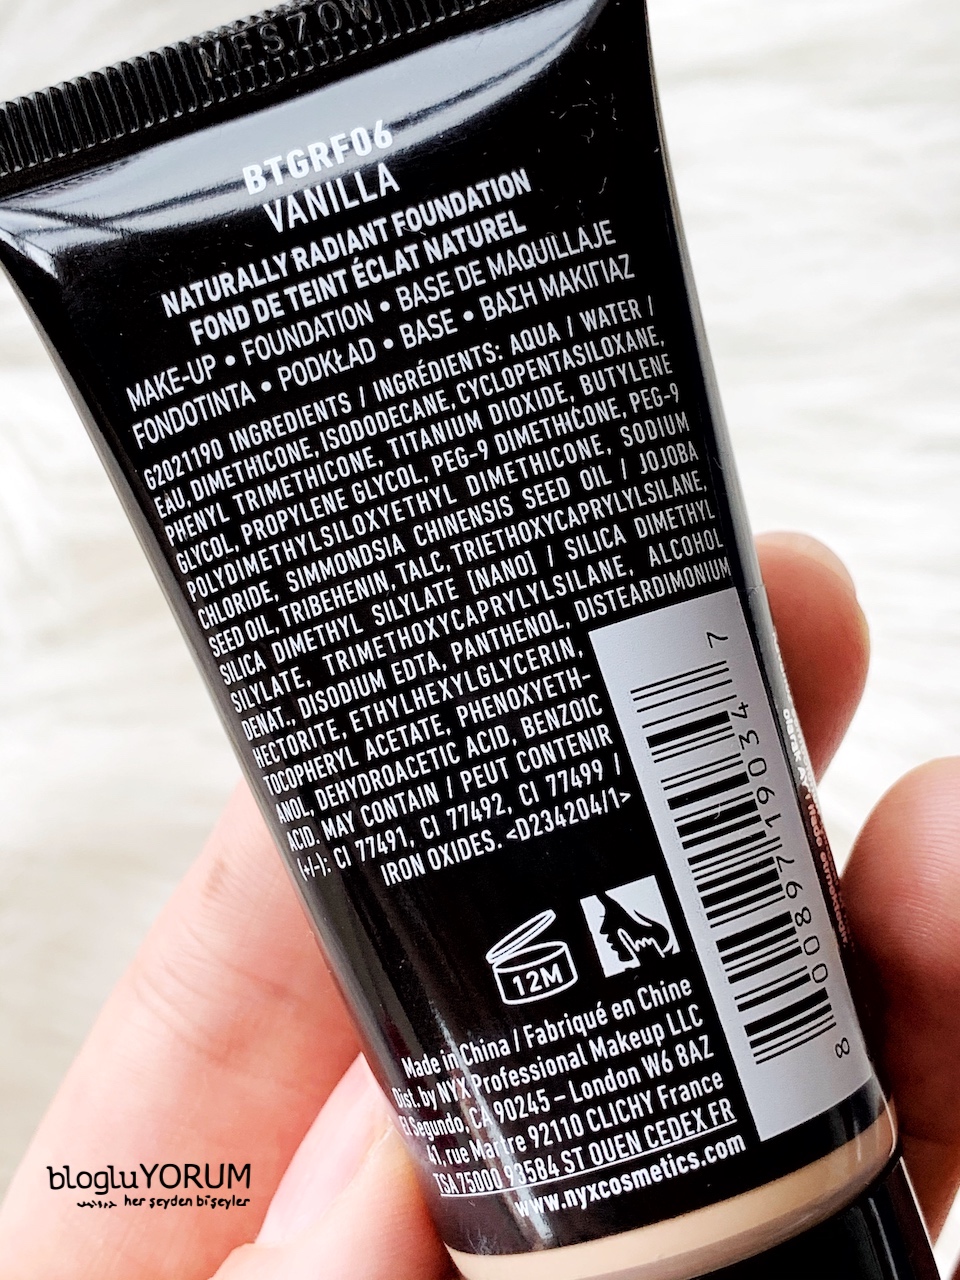 MFS70W
BTGRF06
VANILLA
NATURALLY RADIANT FOUNDATION
FOND DE TEINT ÉCLAT NATUREL
MAKE-UP • FOUNDATION • BASE DE MAQUILLAJE
FONDOTINTA • PODKŁAD • BASE • ΒΑΣΗ ΜΑΚΙΓΙΑΖ
G2021190 INGREDIENTS / INGRÉDIENTS: AQUA / WATER /
EAU, DIMETHICONE, ISODODECANE, CYCLOPENTASILOXANE,
PHENYL TRIMETHICONE, TITANIUM DIOXIDE, BUTYLENE
GLYCOL, PROPYLENE GLYCOL, PEG-9 DIMETHICONE, PEG-9
POLYDIMETHYLSILOXYETHYL DIMETHICONE, SODIUM
CHLORIDE, SIMMONDSIA CHINENSIS SEED OIL / JOJOBA
SEED OIL, TRIBEHENIN, TALC, TRIETHOXYCAPRYLYLSILANE,
SILICA DIMETHYL SILYLATE [NANO] / SILICA DIMETHYL
SILYLATE, TRIMETHOXYCAPRYLYLSILANE, ALCOHOL
DENAT., DISODIUM EDTA, PANTHENOL, DISTEARDIMONIUM
HECTORITE, ETHYLHEXYLGLYCERIN,
TOCOPHERYL ACETATE, PHENOXYETH-
ANOL, DEHYDROACETIC ACID, BENZOIC
ACID. MAY CONTAIN / PEUT CONTENIR
(+/-): CI 77491, CI 77492, CI 77499 /
IRON OXIDES. <D234204/1>
12M
8 00897 19034 7
Made in China / Fabriqué en Chine
Dist. by NYX Professional Makeup LLC
El Segundo, CA 90245 – London W6 8AZ
41, rue Martre 92110 CLICHY France
TSA 75000 93584 ST OUEN CEDEX FR
www.nyxcosmetics.com
blogluYORUM
her şeyden bişeyler